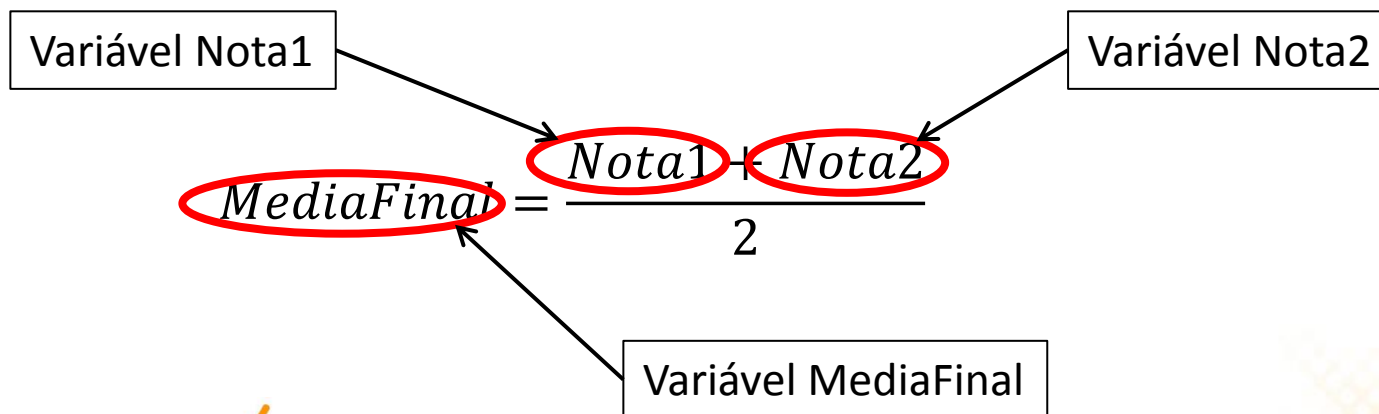 Variável Nota1
Variável Nota2
Nota1 + Nota2
MediaFinal =
2
Variável MediaFinal